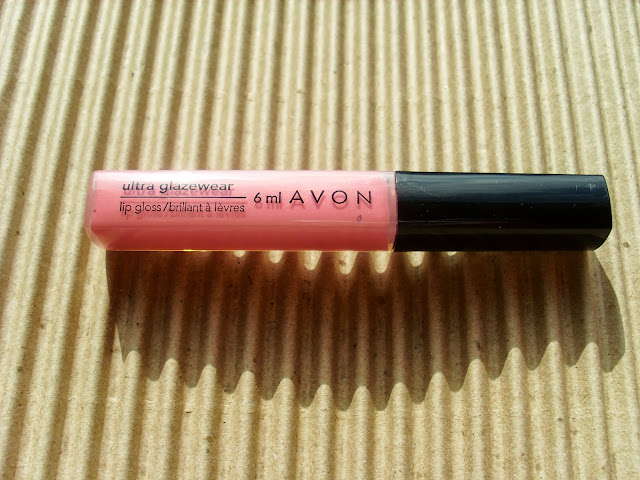 ultra glazewear
lip gloss/brillant à lèvres
6 ml AVON